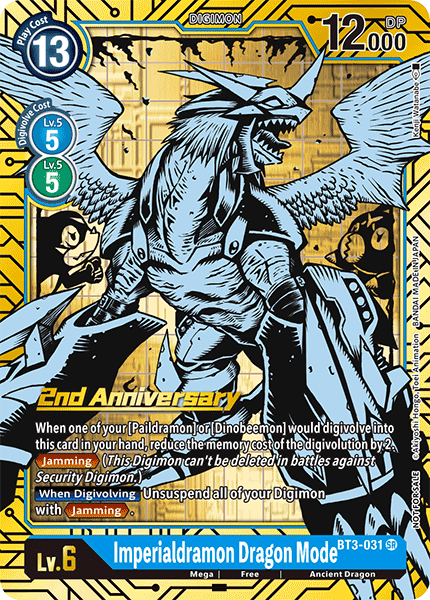 Play Cost
13
DIGIMON
12,000
DP
Digivolve Cost
Lv.5
5
Lv.5
5
Kenji Watanabe
©Akiyoshi Hongo, Toei Animation BANDAI MADE IN JAPAN
NOT FOR SALE
2nd Anniversary
When one of your [Paildramon] or [Dinobeemon] would digivolve into
this card in your hand, reduce the memory cost of the digivolution by 2.
Jamming (This Digimon can't be deleted in battles against
Security Digimon.)
When Digivolving Unsuspend all of your Digimon
with Jamming .
Lv.6
Imperialdramon Dragon Mode
BT3-031 SR
Mega | Free | Ancient Dragon